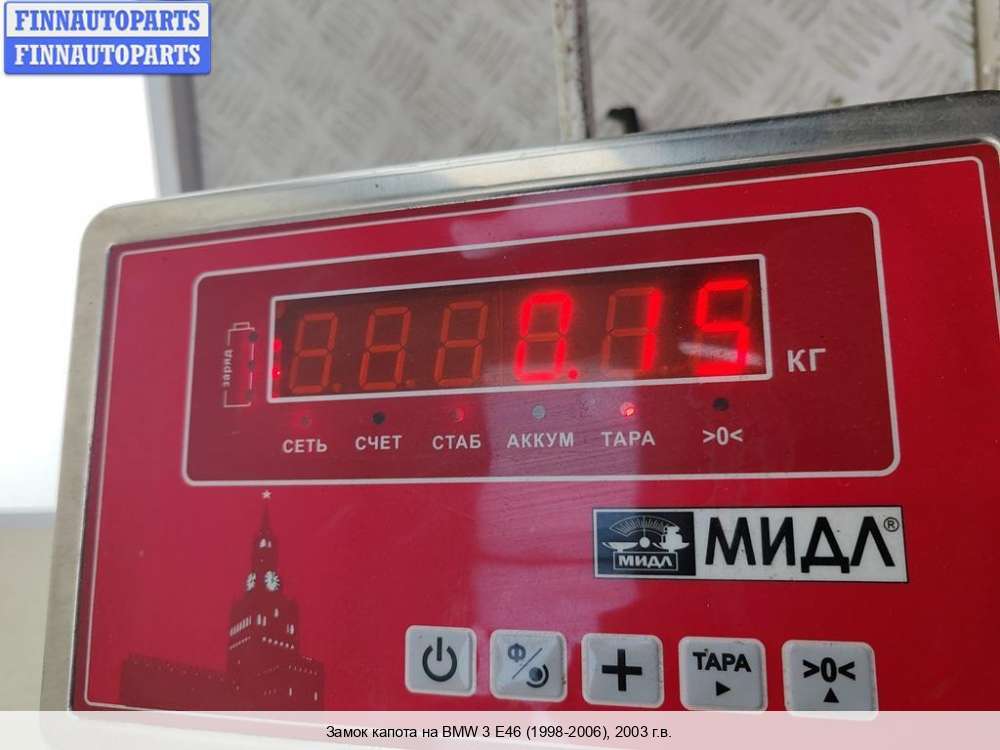 FINNAUTOPARTS
FINNAUTOPARTS
заряд
0.15 КГ
СЕТЬ СЧЕТ СТАБ АККУМ ТАРА >0<
МИДЛ МИДЛ®
Ф
ТАРА >0<
Замок капота на BMW 3 E46 (1998-2006), 2003 г.в.